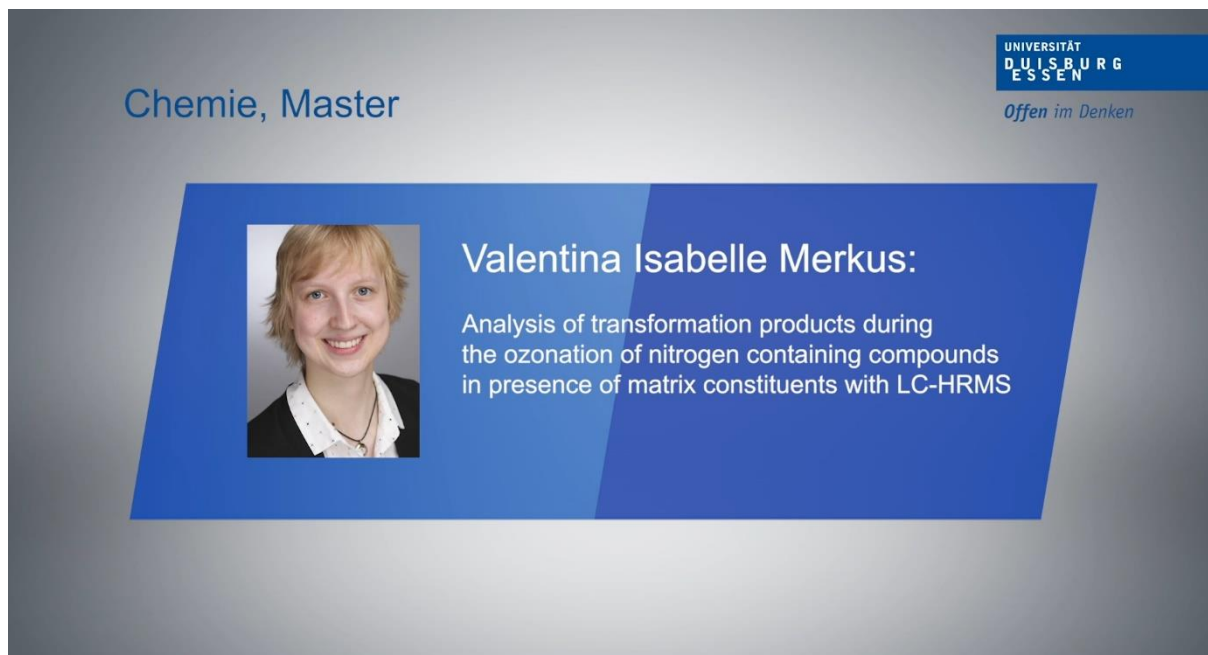 UNIVERSITÄT
DUISBURG
ESSEN
Offen im Denken
Chemie, Master
Valentina Isabelle Merkus:
Analysis of transformation products during
the ozonation of nitrogen containing compounds
in presence of matrix constituents with LC-HRMS